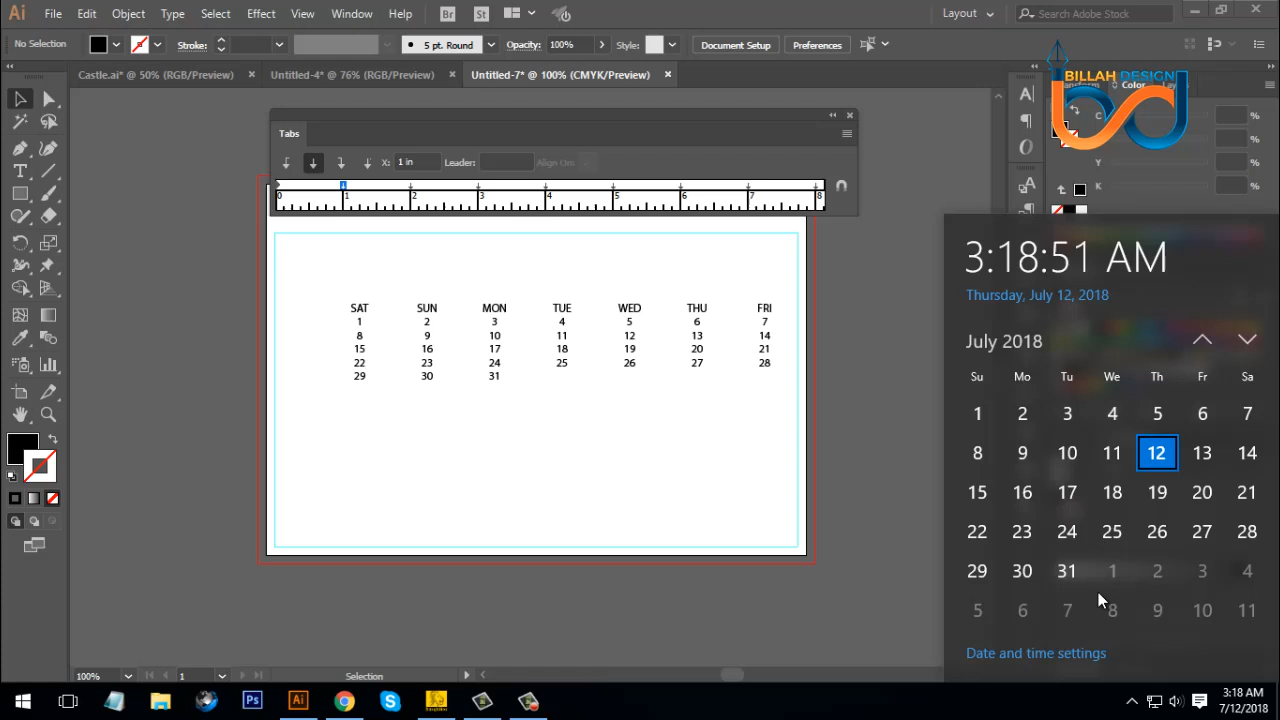 Ai File Edit Object Type Select Effect View Window Help Br St Layout Search Adobe Stock
No Selection Stroke: 5 pt. Round Opacity: 100% Style: Document Setup Preferences
Castle.ai* @ 50% (RGB/Preview) Untitled-4* @ 76% (RGB/Preview) Untitled-7* @ 100% (CMYK/Preview)
BILLAH DESIGN
Color
Tabs
X: 1 in Leader: Align On:
0 1 2 3 4 5 6 7 8
C %
%
Y %
K %
SAT SUN MON TUE WED THU FRI
1 2 3 4 5 6 7
8 9 10 11 12 13 14
15 16 17 18 19 20 21
22 23 24 25 26 27 28
29 30 31
3:18:51 AM
Thursday, July 12, 2018
July 2018
Su Mo Tu We Th Fr Sa
1 2 3 4 5 6 7
8 9 10 11 12 13 14
15 16 17 18 19 20 21
22 23 24 25 26 27 28
29 30 31 1 2 3 4
5 6 7 8 9 10 11
Date and time settings
100% 1 Selection
Ps Ai
3:18 AM
7/12/2018